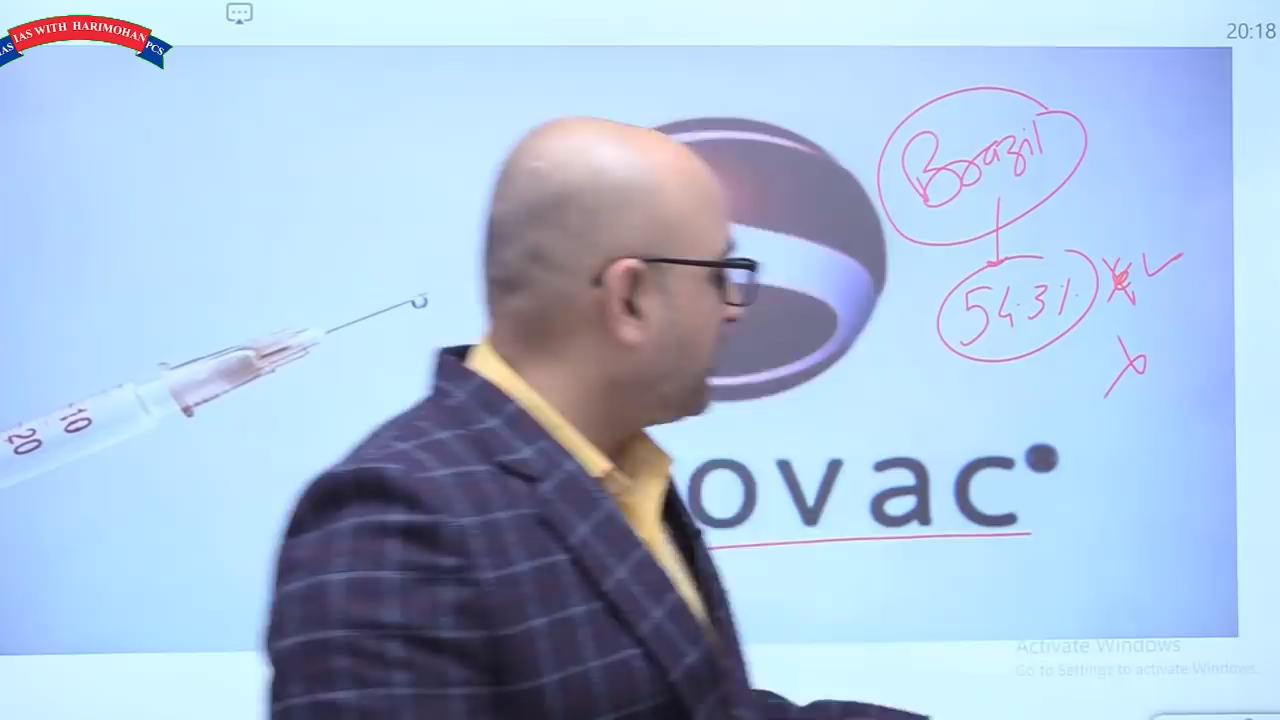 IAS WITH HARIMOHAN
IAS
PCS
20:18
Brazil
54.3%
ovac
10
20
Activate Windows
Go to Settings to activate Windows.